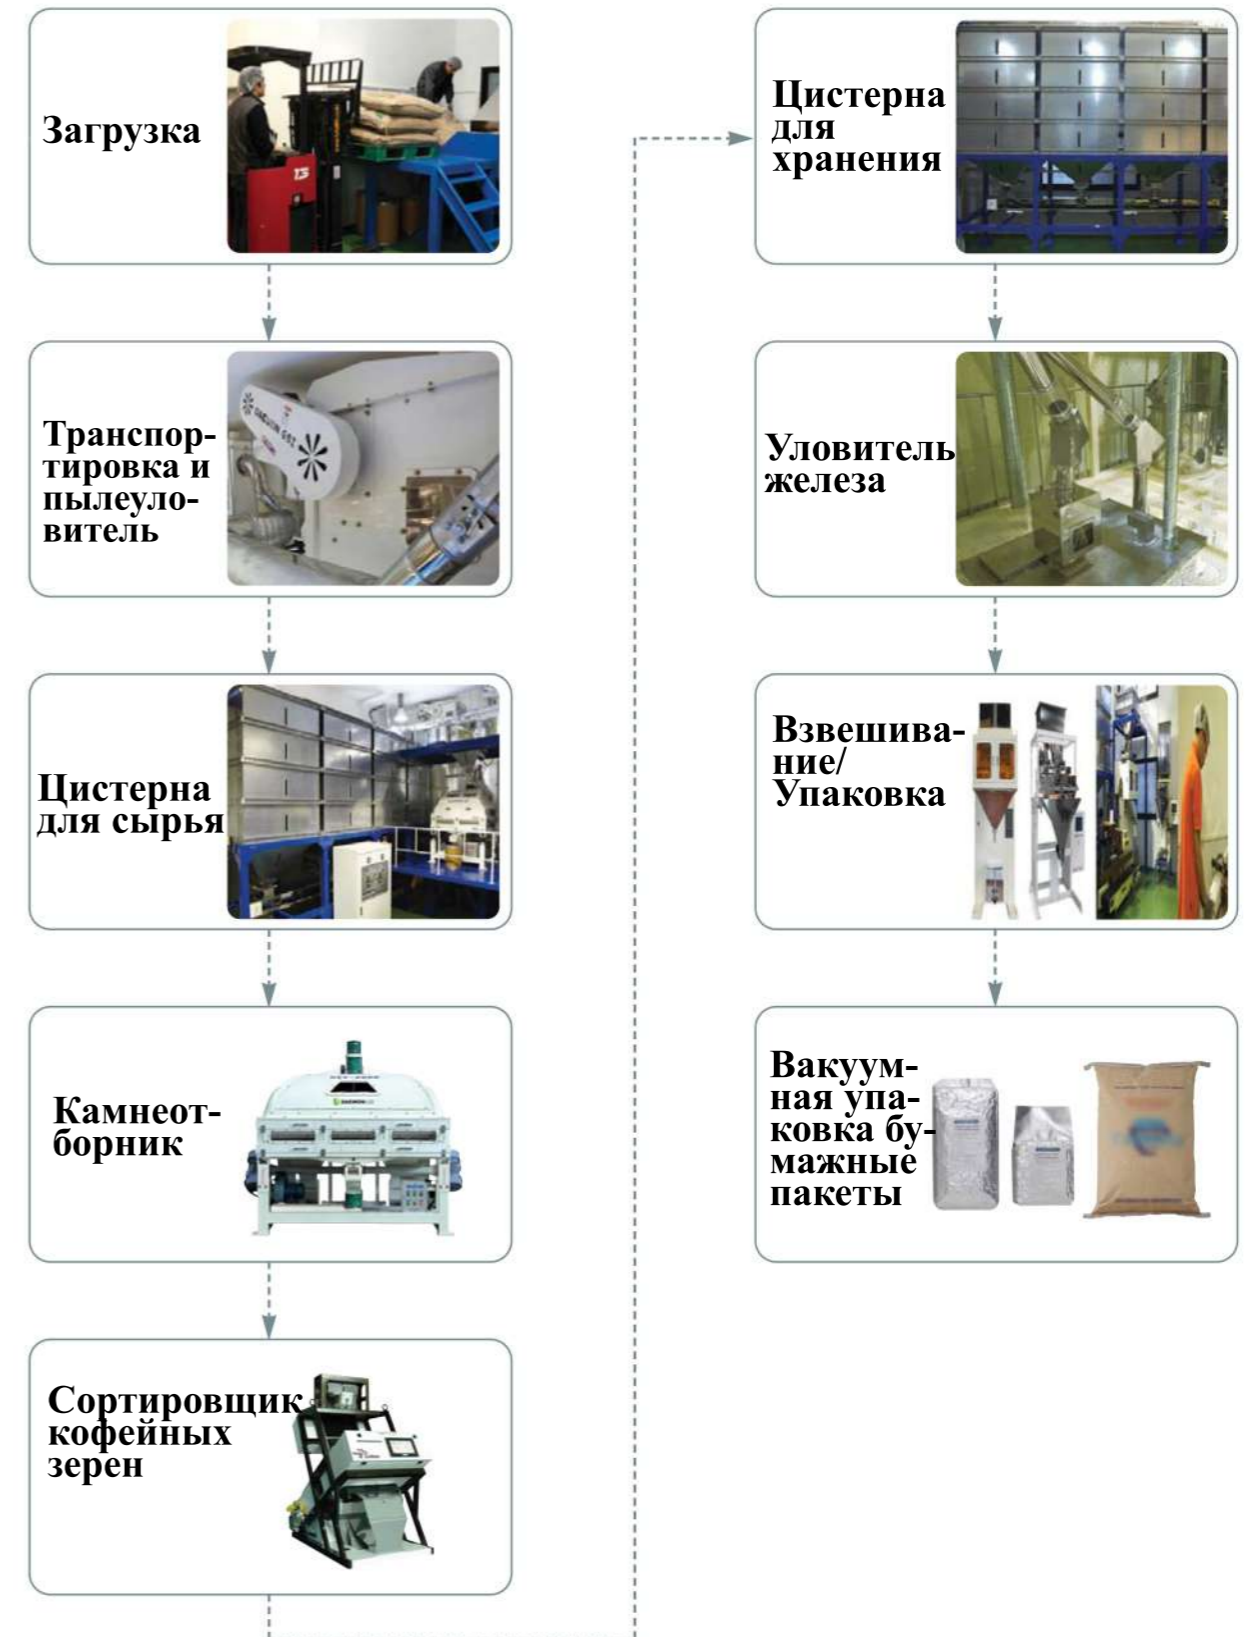 Загрузка
Транспор-
тировка и
пылеуло-
витель
Цистерна
для сырья
Камнеот-
борник
Сортировщик
кофейных
зерен
Цистерна
для
хранения
Уловитель
железа
Взвешива-
ние/
Упаковка
Вакуум-
ная упа-
ковка бу-
мажные
пакеты